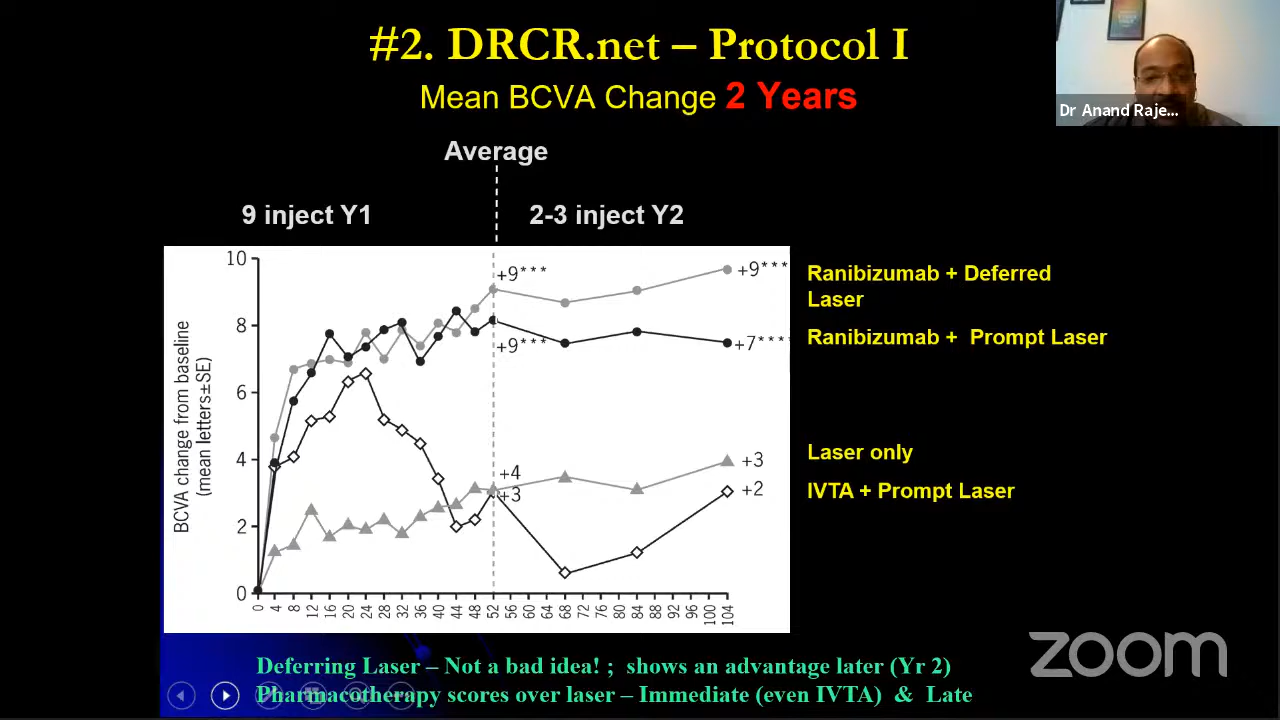 #2. DRCR.net – Protocol I
Mean BCVA Change 2 Years
Dr Anand Raje...
Average
9 inject Y1
2-3 inject Y2
BCVA change from baseline
(mean letters±SE)
10
8
6
4
2
0
+9***
+9***
+9***
+7****
+4
+3
+3
+2
0 4 8 12 16 20 24 28 32 36 40 44 48 52 56 60 64 68 72 76 80 84 88 92 96 100 104
Ranibizumab + Deferred
Laser
Ranibizumab + Prompt Laser
Laser only
IVTA + Prompt Laser
Deferring Laser – Not a bad idea! ; shows an advantage later (Yr 2)
Pharmacotherapy scores over laser – Immediate (even IVTA) & Late
zoom